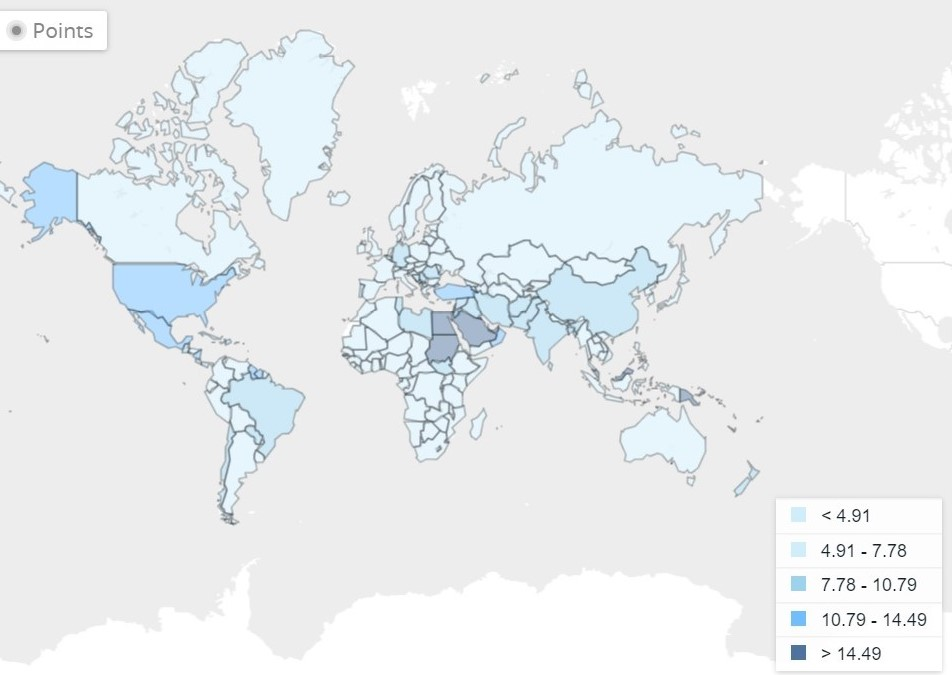 Points
< 4.91
4.91 - 7.78
7.78 - 10.79
10.79 - 14.49
> 14.49